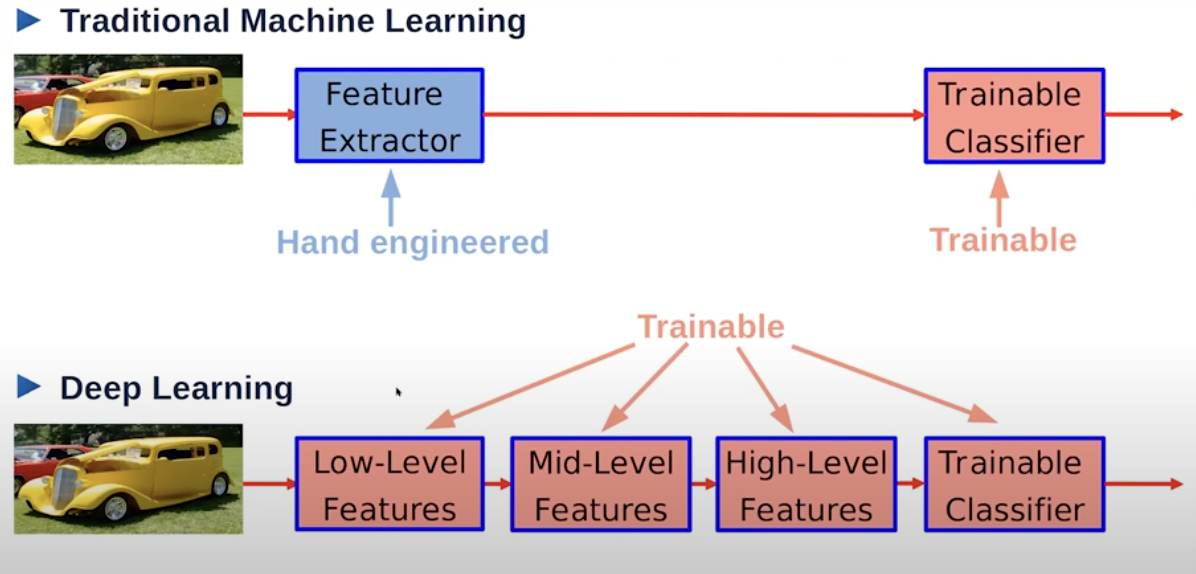 Traditional Machine Learning
Feature
Extractor
Trainable
Classifier
Hand engineered
Trainable
Trainable
Deep Learning
Low-Level
Features
Mid-Level
Features
High-Level
Features
Trainable
Classifier